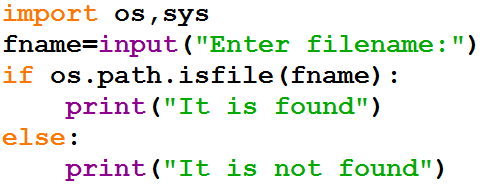 import os,sys
fname=input("Enter filename:")
if os.path.isfile(fname):
    print("It is found")
else:
    print("It is not found")